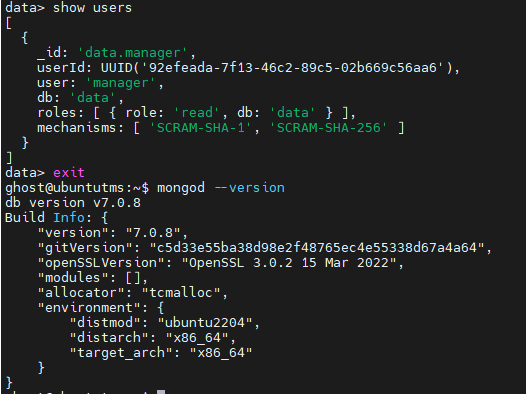 data> show users
[
  {
    _id: 'data.manager',
    userId: UUID('92efeada-7f13-46c2-89c5-02b669c56aa6'),
    user: 'manager',
    db: 'data',
    roles: [ { role: 'read', db: 'data' } ],
    mechanisms: [ 'SCRAM-SHA-1', 'SCRAM-SHA-256' ]
  }
]
data> exit
ghost@ubuntutms:~$ mongod --version
db version v7.0.8
Build Info: {
    "version": "7.0.8",
    "gitVersion": "c5d33e55ba38d98e2f48765ec4e55338d67a4a64",
    "openSSLVersion": "OpenSSL 3.0.2 15 Mar 2022",
    "modules": [],
    "allocator": "tcmalloc",
    "environment": {
        "distmod": "ubuntu2204",
        "distarch": "x86_64",
        "target_arch": "x86_64"
    }
}